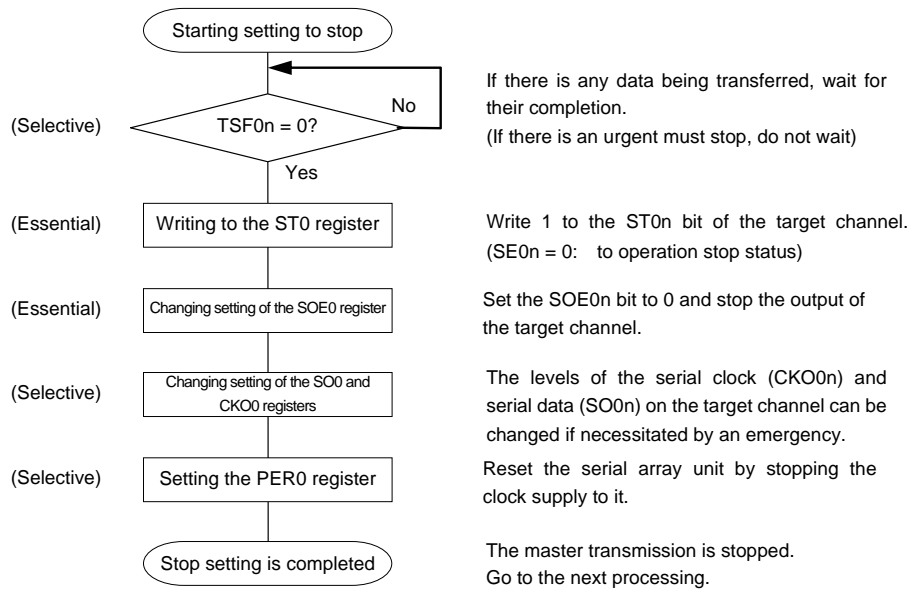 Starting setting to stop
(Selective)
TSF0n = 0?
No
Yes
If there is any data being transferred, wait for
their completion.
(If there is an urgent must stop, do not wait)
(Essential)
Writing to the ST0 register
Write 1 to the ST0n bit of the target channel.
(SE0n = 0: to operation stop status)
(Essential)
Changing setting of the SOE0 register
Set the SOE0n bit to 0 and stop the output of
the target channel.
(Selective)
Changing setting of the SO0 and
CKO0 registers
The levels of the serial clock (CKO0n) and
serial data (SO0n) on the target channel can be
changed if necessitated by an emergency.
(Selective)
Setting the PER0 register
Reset the serial array unit by stopping the
clock supply to it.
Stop setting is completed
The master transmission is stopped.
Go to the next processing.